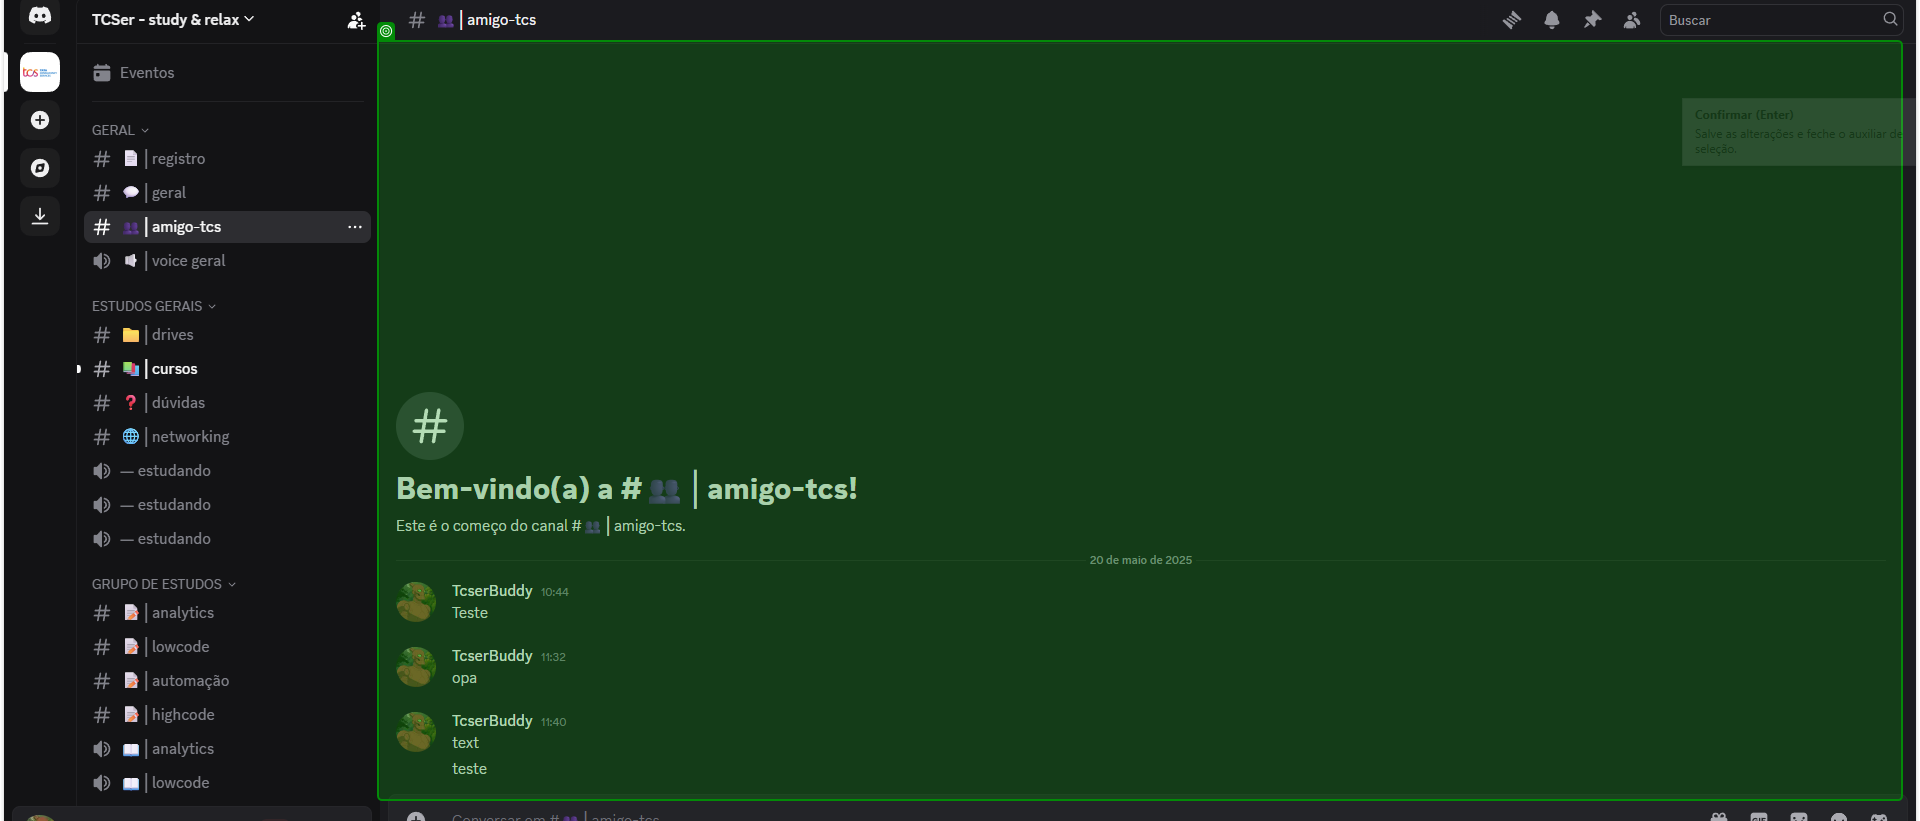 TCSer - study & relax
# 👥 | amigo-tcs
Buscar
tcs
Eventos
GERAL
registro
geral
amigo-tcs
voice geral
ESTUDOS GERAIS
drives
cursos
dúvidas
networking
— estudando
— estudando
— estudando
GRUPO DE ESTUDOS
analytics
lowcode
automação
highcode
analytics
lowcode
Confirmar (Enter)
Salve as alterações e feche o auxiliar de
seleção.
Bem-vindo(a) a #👥 | amigo-tcs!
Este é o começo do canal #👥 | amigo-tcs.
20 de maio de 2025
TcserBuddy 10:44
Teste
TcserBuddy 11:32
opa
TcserBuddy 11:40
text
teste
Conversar em #👥 | amigo-tcs
GIF